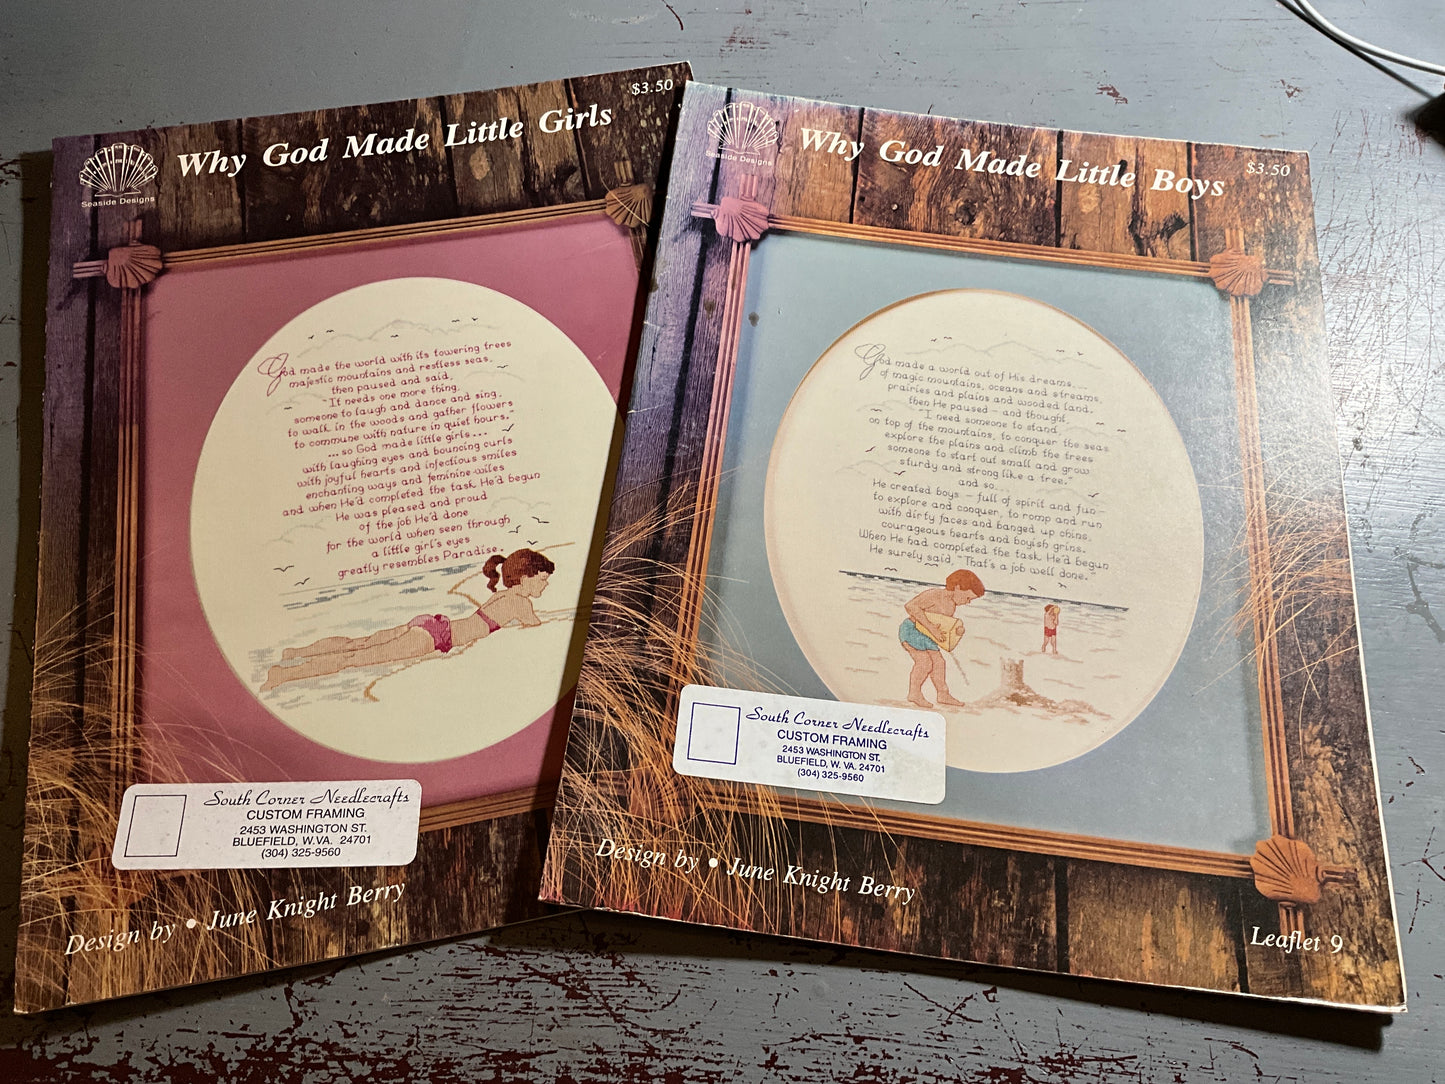 Why God Made Little Girls
$3.50
Seaside Designs
God made the world with its towering trees
majestic mountains and restless seas,
then paused and said,
"It needs one more thing,
someone to laugh and dance and sing,
to walk in the woods and gather flowers
to commune with nature in quiet hours."
...so God made little girls...
with laughing eyes and bouncing curls
with joyful hearts and infectious smiles
enchanting ways and feminine wiles
and when He'd completed the task He'd begun
He was pleased and proud
of the job He'd done
for the world when seen through
a little girl's eyes
greatly resembles Paradise.
South Corner Needlecrafts
CUSTOM FRAMING
2453 WASHINGTON ST.
BLUEFIELD, W.VA. 24701
(304) 325-9560
Design by • June Knight Berry
Why God Made Little Boys
$3.50
Seaside Designs
God made a world out of His dreams...
of magic mountains, oceans and streams,
prairies and plains and wooded land,
then He paused – and thought,
"I need someone to stand,
on top of the mountains, to conquer the seas
explore the plains and climb the trees
someone to start out small and grow
sturdy and strong like a tree."
and so...
He created boys – full of spirit and fun –
to explore and conquer, to romp and run
with dirty faces and banged up chins.
courageous hearts and boyish grins.
When He had completed the task He'd begun
He surely said, "That's a job well done."
South Corner Needlecrafts
CUSTOM FRAMING
2453 WASHINGTON ST.
BLUEFIELD, W. VA. 24701
(304) 325-9560
Design by • June Knight Berry
Leaflet 9